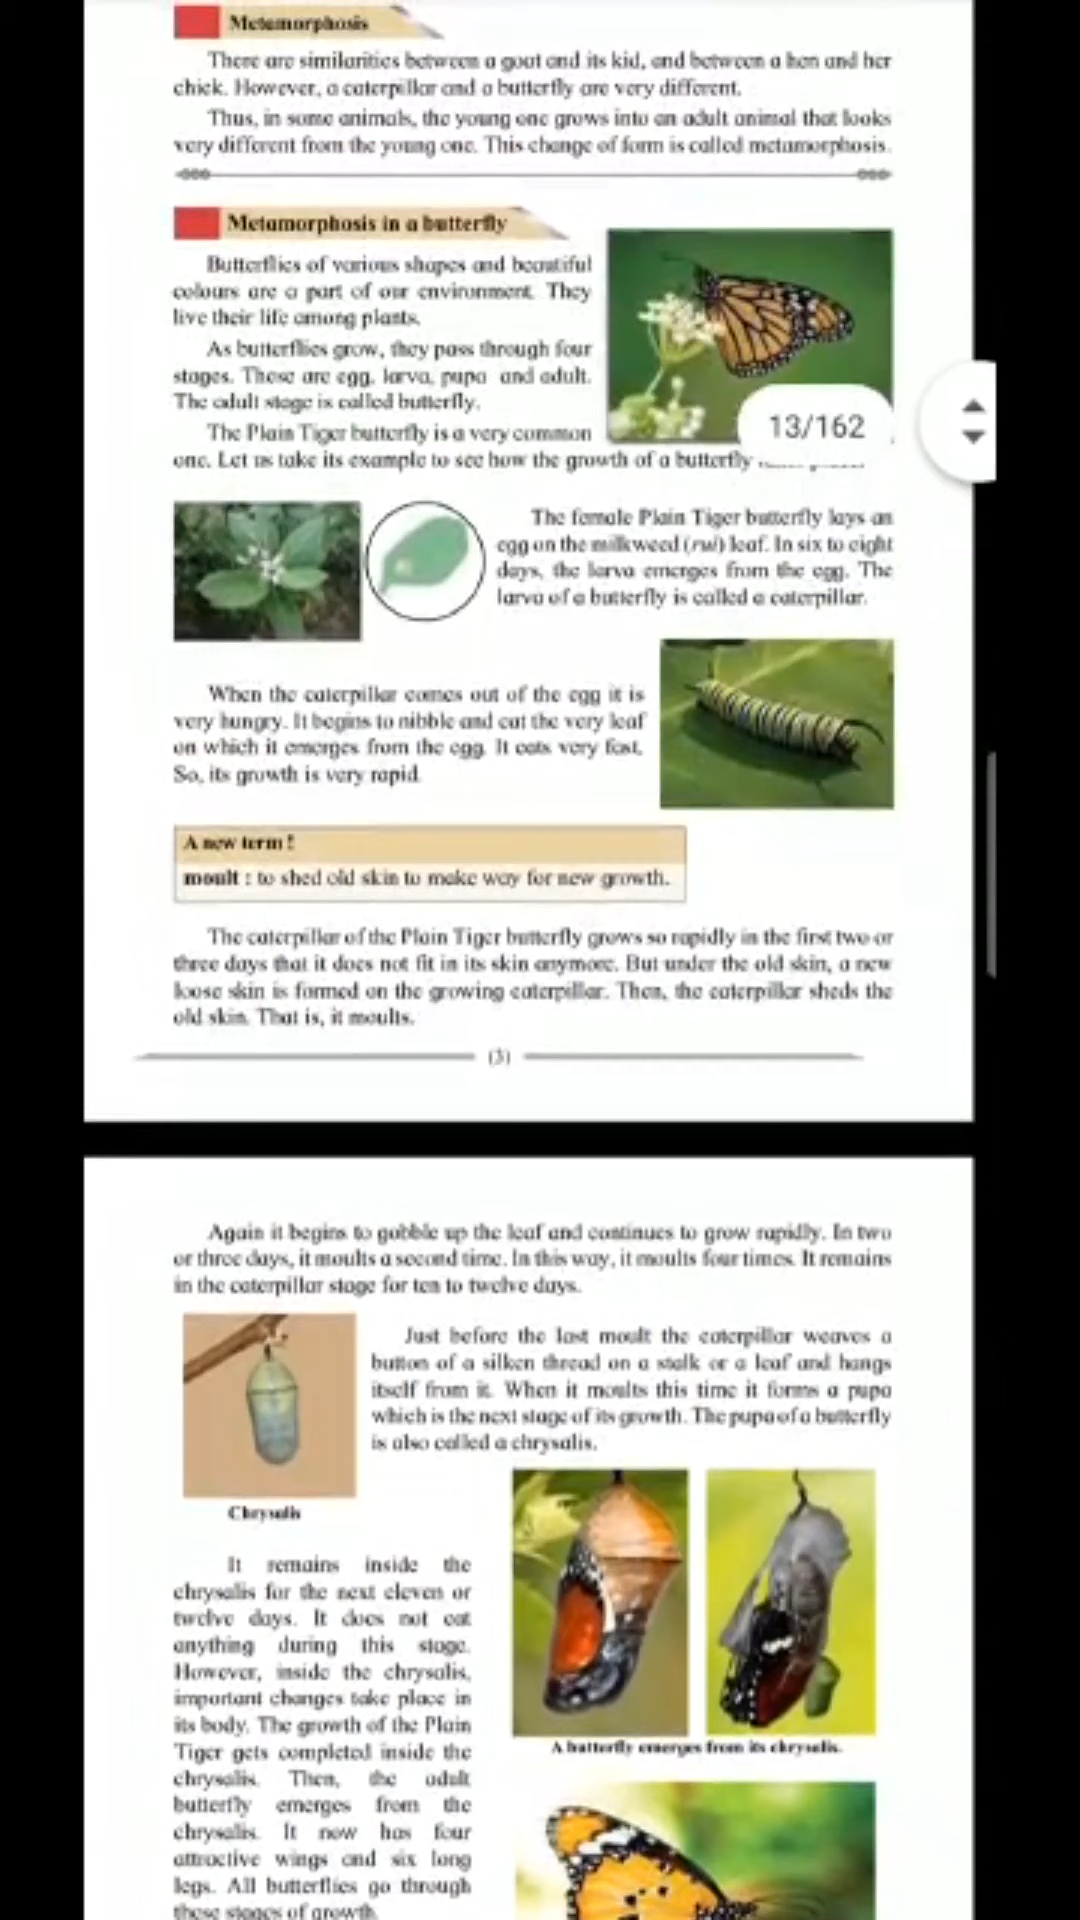 Metamorphosis
There are similarities between a goat and its kid, and between a hen and her
chick. However, a caterpillar and a butterfly are very different.
Thus, in some animals, the young one grows into an adult animal that looks
very different from the young one. This change of form is called metamorphosis.
Metamorphosis in a butterfly
Butterflies of various shapes and beautiful
colours are a part of our environment. They
live their life among plants.
As butterflies grow, they pass through four
stages. These are egg, larva, pupa and adult.
The adult stage is called butterfly.
The Plain Tiger butterfly is a very common
one. Let us take its example to see how the growth of a butterfly
13/162
The female Plain Tiger butterfly lays an
egg on the milkweed (rui) leaf. In six to eight
days, the larva emerges from the egg. The
larva of a butterfly is called a caterpillar.
When the caterpillar comes out of the egg it is
very hungry. It begins to nibble and eat the very leaf
on which it emerges from the egg. It eats very fast.
So, its growth is very rapid.
A new term !
moult : to shed old skin to make way for new growth.
The caterpillar of the Plain Tiger butterfly grows so rapidly in the first two or
three days that it does not fit in its skin anymore. But under the old skin, a new
loose skin is formed on the growing caterpillar. Then, the caterpillar sheds the
old skin. That is, it moults.
(3)
Again it begins to gobble up the leaf and continues to grow rapidly. In two
or three days, it moults a second time. In this way, it moults four times. It remains
in the caterpillar stage for ten to twelve days.
Just before the last moult the caterpillar weaves a
button of a silken thread on a stalk or a leaf and hangs
itself from it. When it moults this time it forms a pupa
which is the next stage of its growth. The pupa of a butterfly
is also called a chrysalis.
Chrysalis
It remains inside the
chrysalis for the next eleven or
twelve days. It does not eat
anything during this stage.
However, inside the chrysalis,
important changes take place in
its body. The growth of the Plain
Tiger gets completed inside the
chrysalis. Then, the adult
butterfly emerges from the
chrysalis. It now has four
attractive wings and six long
legs. All butterflies go through
these stages of growth.
A butterfly emerges from its chrysalis.